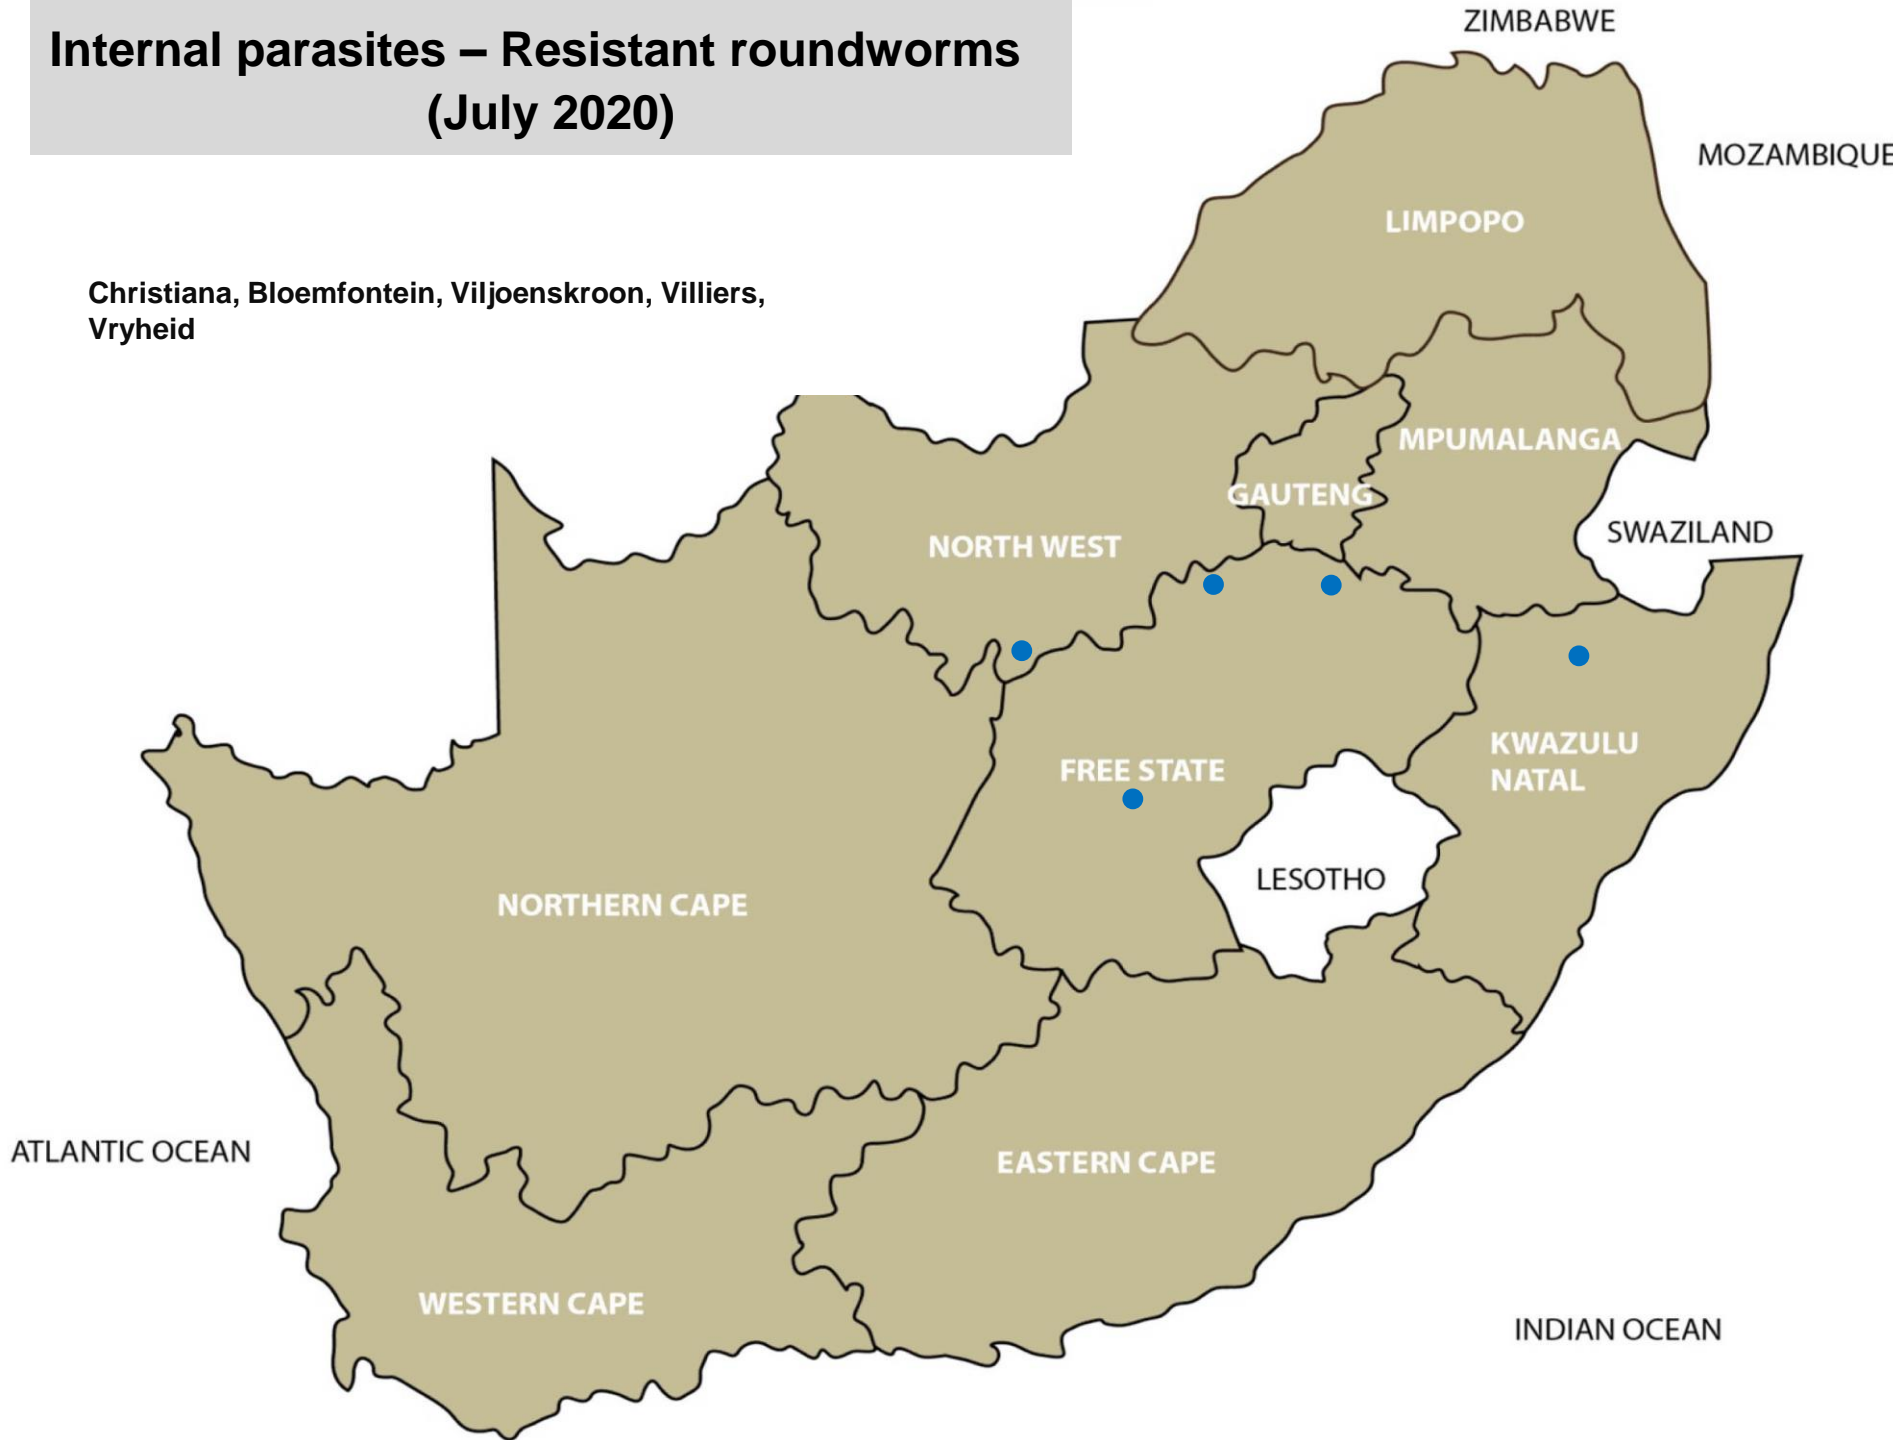 Internal parasites – Resistant roundworms
(July 2020)
ZIMBABWE
MOZAMBIQUE
LIMPOPO
Christiana, Bloemfontein, Viljoenskroon, Villiers,
Vryheid
MPUMALANGA
GAUTENG
SWAZILAND
NORTH WEST
KWAZULU
NATAL
FREE STATE
LESOTHO
NORTHERN CAPE
ATLANTIC OCEAN
EASTERN CAPE
WESTERN CAPE
INDIAN OCEAN